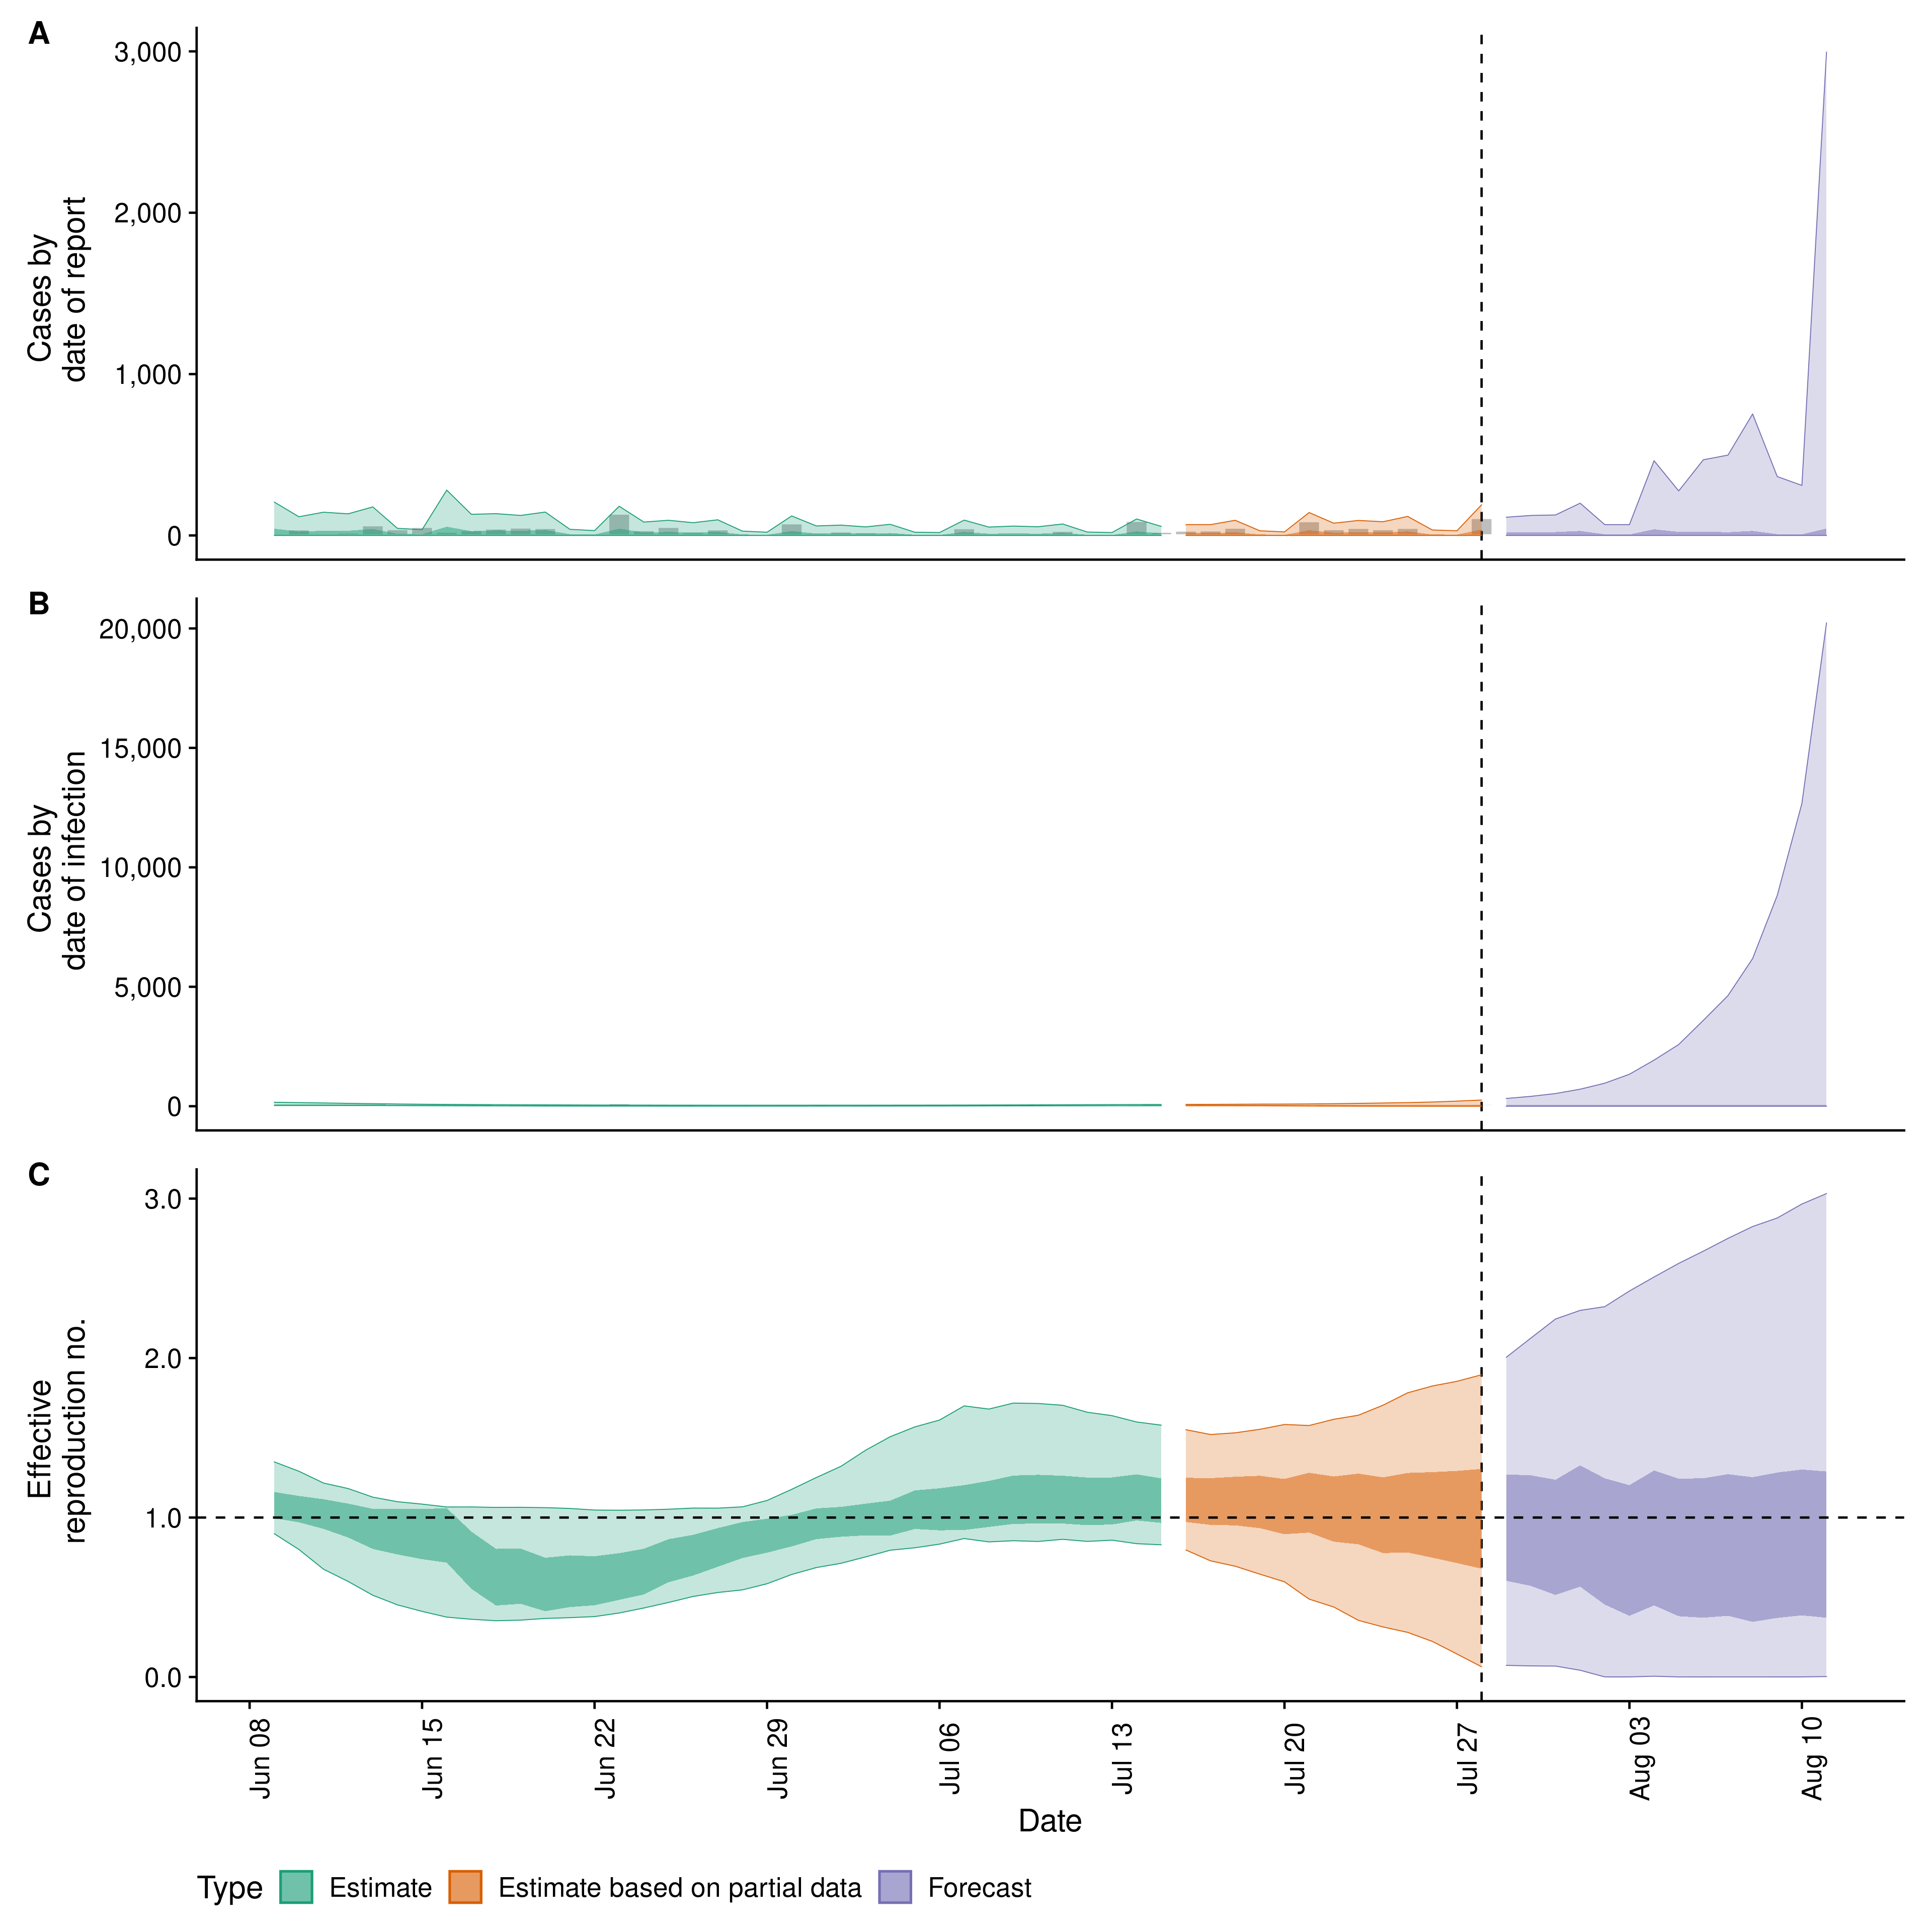 A
3,000
2,000
1,000
0
Cases by
date of report
B
20,000
15,000
10,000
5,000
0
Cases by
date of infection
C
3.0
2.0
1.0
0.0
Effective
reproduction no.
Jun 08
Jun 15
Jun 22
Jun 29
Jul 06
Jul 13
Jul 20
Jul 27
Aug 03
Aug 10
Date
Type Estimate Estimate based on partial data Forecast